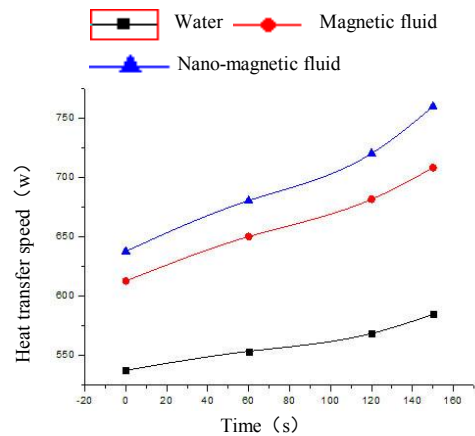 Water Magnetic fluid
Nano-magnetic fluid
750
700
650
600
550
Heat transfer speed（w）
-20 0 20 40 60 80 100 120 140 160
Time（s）